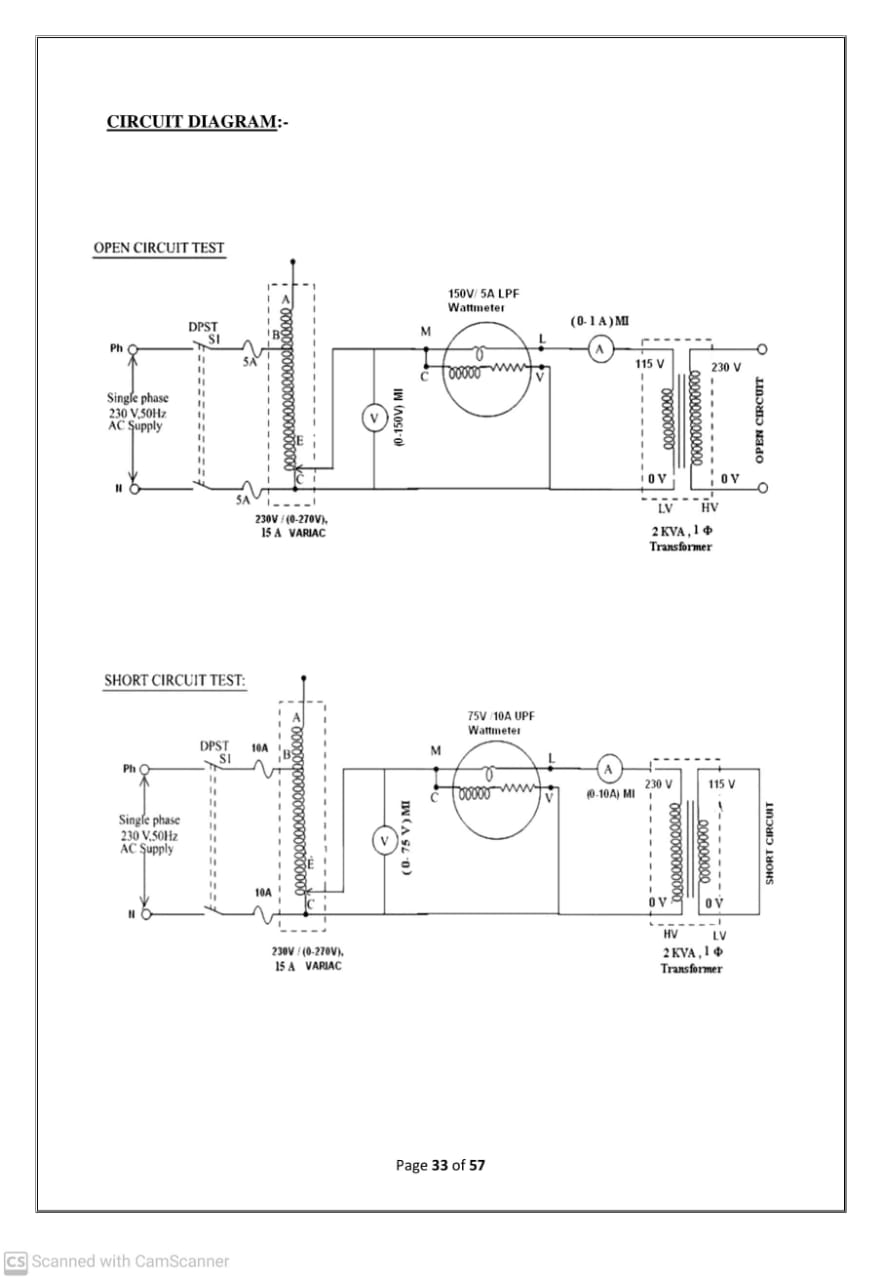 CIRCUIT DIAGRAM:-
OPEN CIRCUIT TEST
150V/ 5A LPF
Wattmeter
(0-1 A) MI
A
DPST
S1
B
M
L
Ph
5A
A
115 V
230 V
C
V
Single phase
230 V,50Hz
AC Supply
V
(0-150V) MI
OPEN CIRCUIT
E
C
0 V
0 V
N
5A
LV
HV
230V / (0-270V),
15 A VARIAC
2 KVA, 1 Φ
Transformer
SHORT CIRCUIT TEST:
75V /10A UPF
Wattmeter
A
DPST
S1
10A
B
M
L
Ph
A
(0-10A) MI
230 V
115 V
C
V
Single phase
230 V,50Hz
AC Supply
V
(0- 75 V) MI
SHORT CIRCUIT
E
10A
C
0 V
0 V
N
HV
LV
230V / (0-270V),
15 A VARIAC
2 KVA, 1 Φ
Transformer
Page 33 of 57
CS Scanned with CamScanner